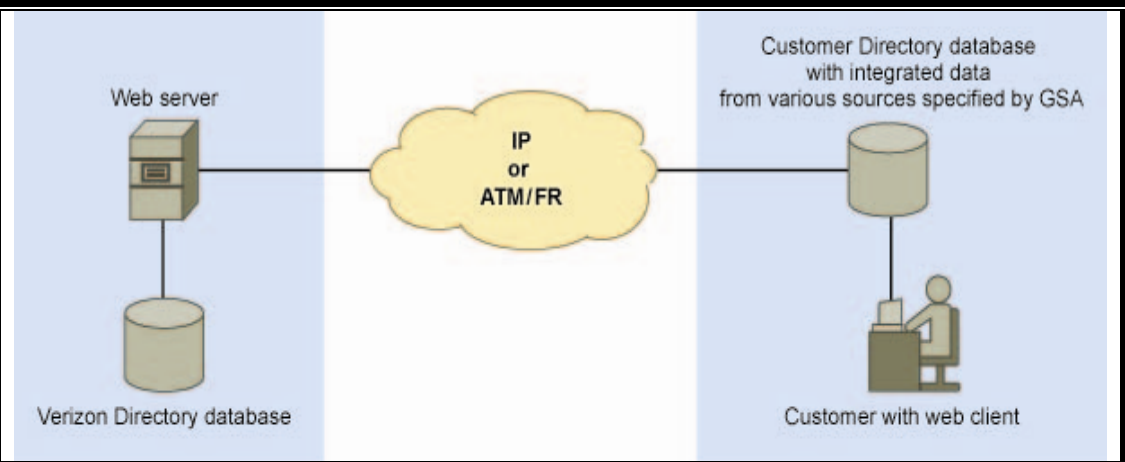 Web server
Verizon Directory database
IP
or
ATM/FR
Customer Directory database
with integrated data
from various sources specified by GSA
Customer with web client